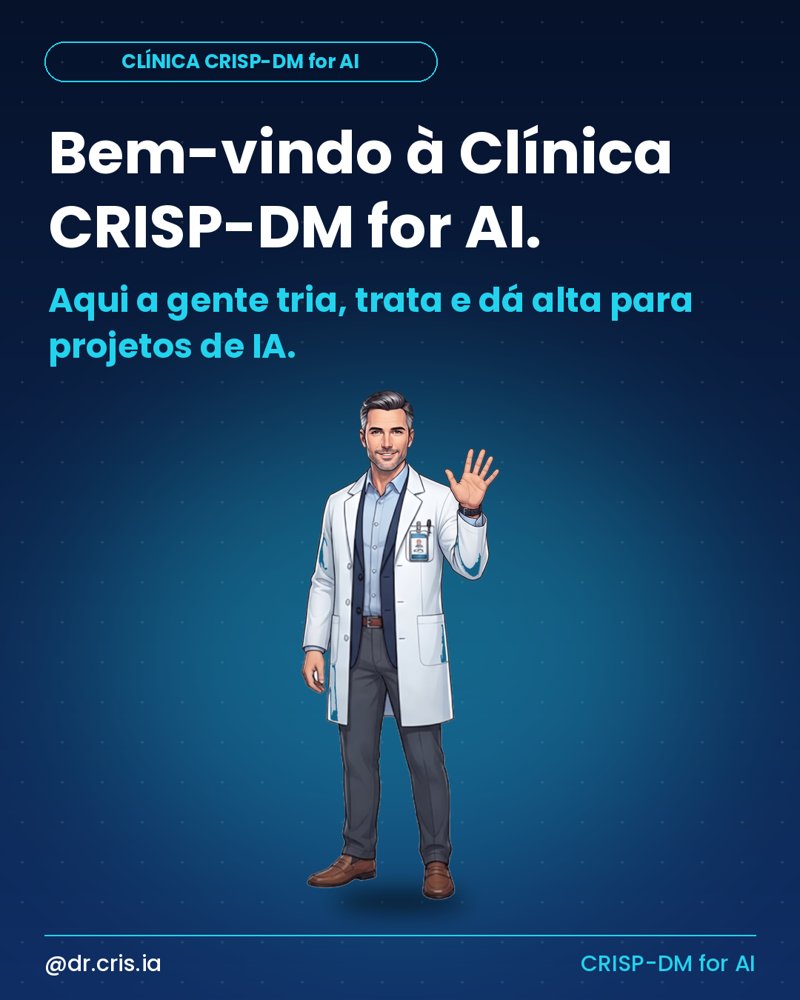 CLÍNICA CRISP-DM for AI
Bem-vindo à Clínica
CRISP-DM for AI.
Aqui a gente tria, trata e dá alta para
projetos de IA.
@dr.cris.ia
CRISP-DM for AI